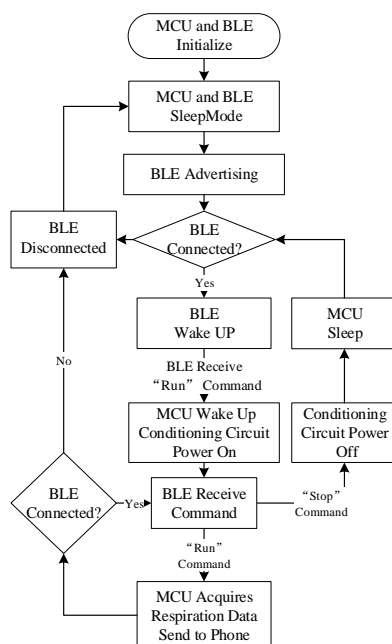 MCU and BLE
Initialize
MCU and BLE
SleepMode
BLE Advertising
BLE
Disconnected
BLE
Connected?
Yes
BLE
Wake UP
MCU
Sleep
No
BLE Receive
“Run” Command
MCU Wake Up
Conditioning Circuit
Power On
Conditioning
Circuit Power
Off
BLE
Connected?
Yes
BLE Receive
Command
“Stop”
Command
“Run”
Command
MCU Acquires
Respiration Data
Send to Phone